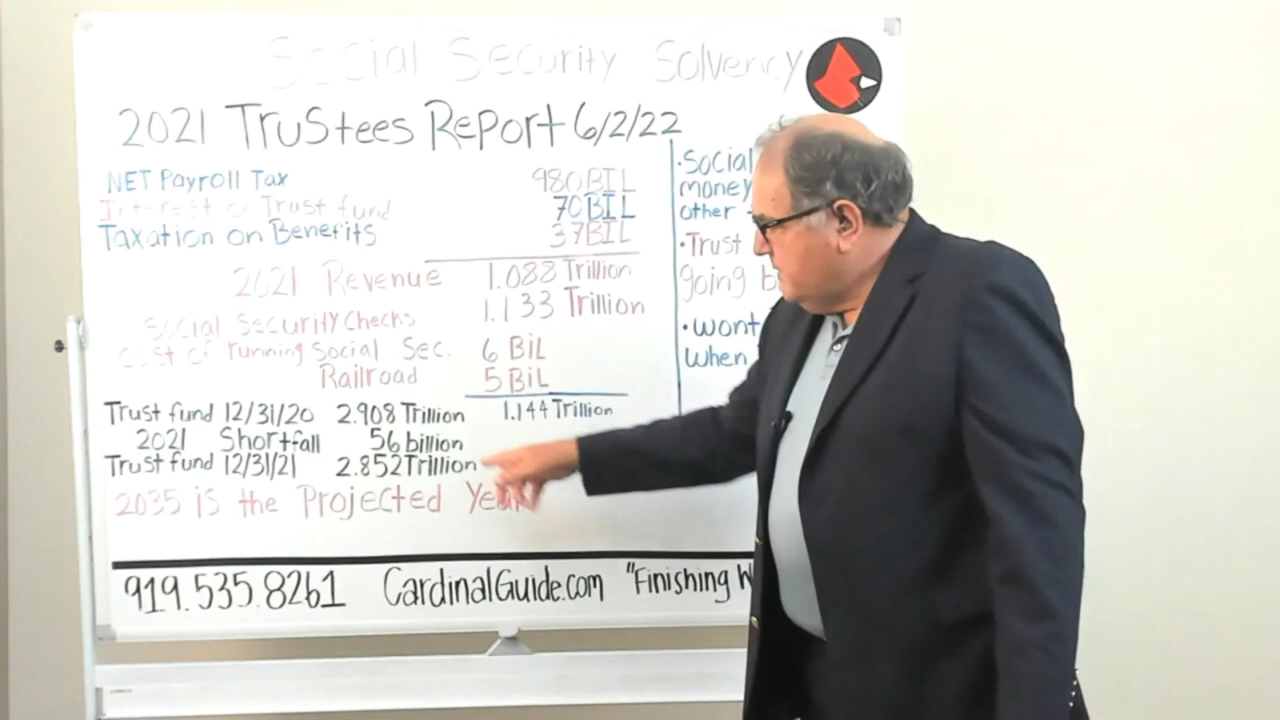 Social Security Solvency
2021 Trustees Report 6/2/22
NET Payroll Tax 980 BIL
Interest on Trust fund 70 BIL
Taxation on Benefits 37 BIL
2021 Revenue 1.088 Trillion
1.133 Trillion
Social Security Checks
Cost of running Social Sec. 6 BiL
Railroad 5 BiL
1.144 Trillion
Trust fund 12/31/20 2.908 Trillion
2021 Shortfall 56 billion
Trust fund 12/31/21 2.852 Trillion
2035 is the Projected Year
·Social
money
other
·Trust
going
·wont
when
919.535.8261 CardinalGuide.com "Finishing